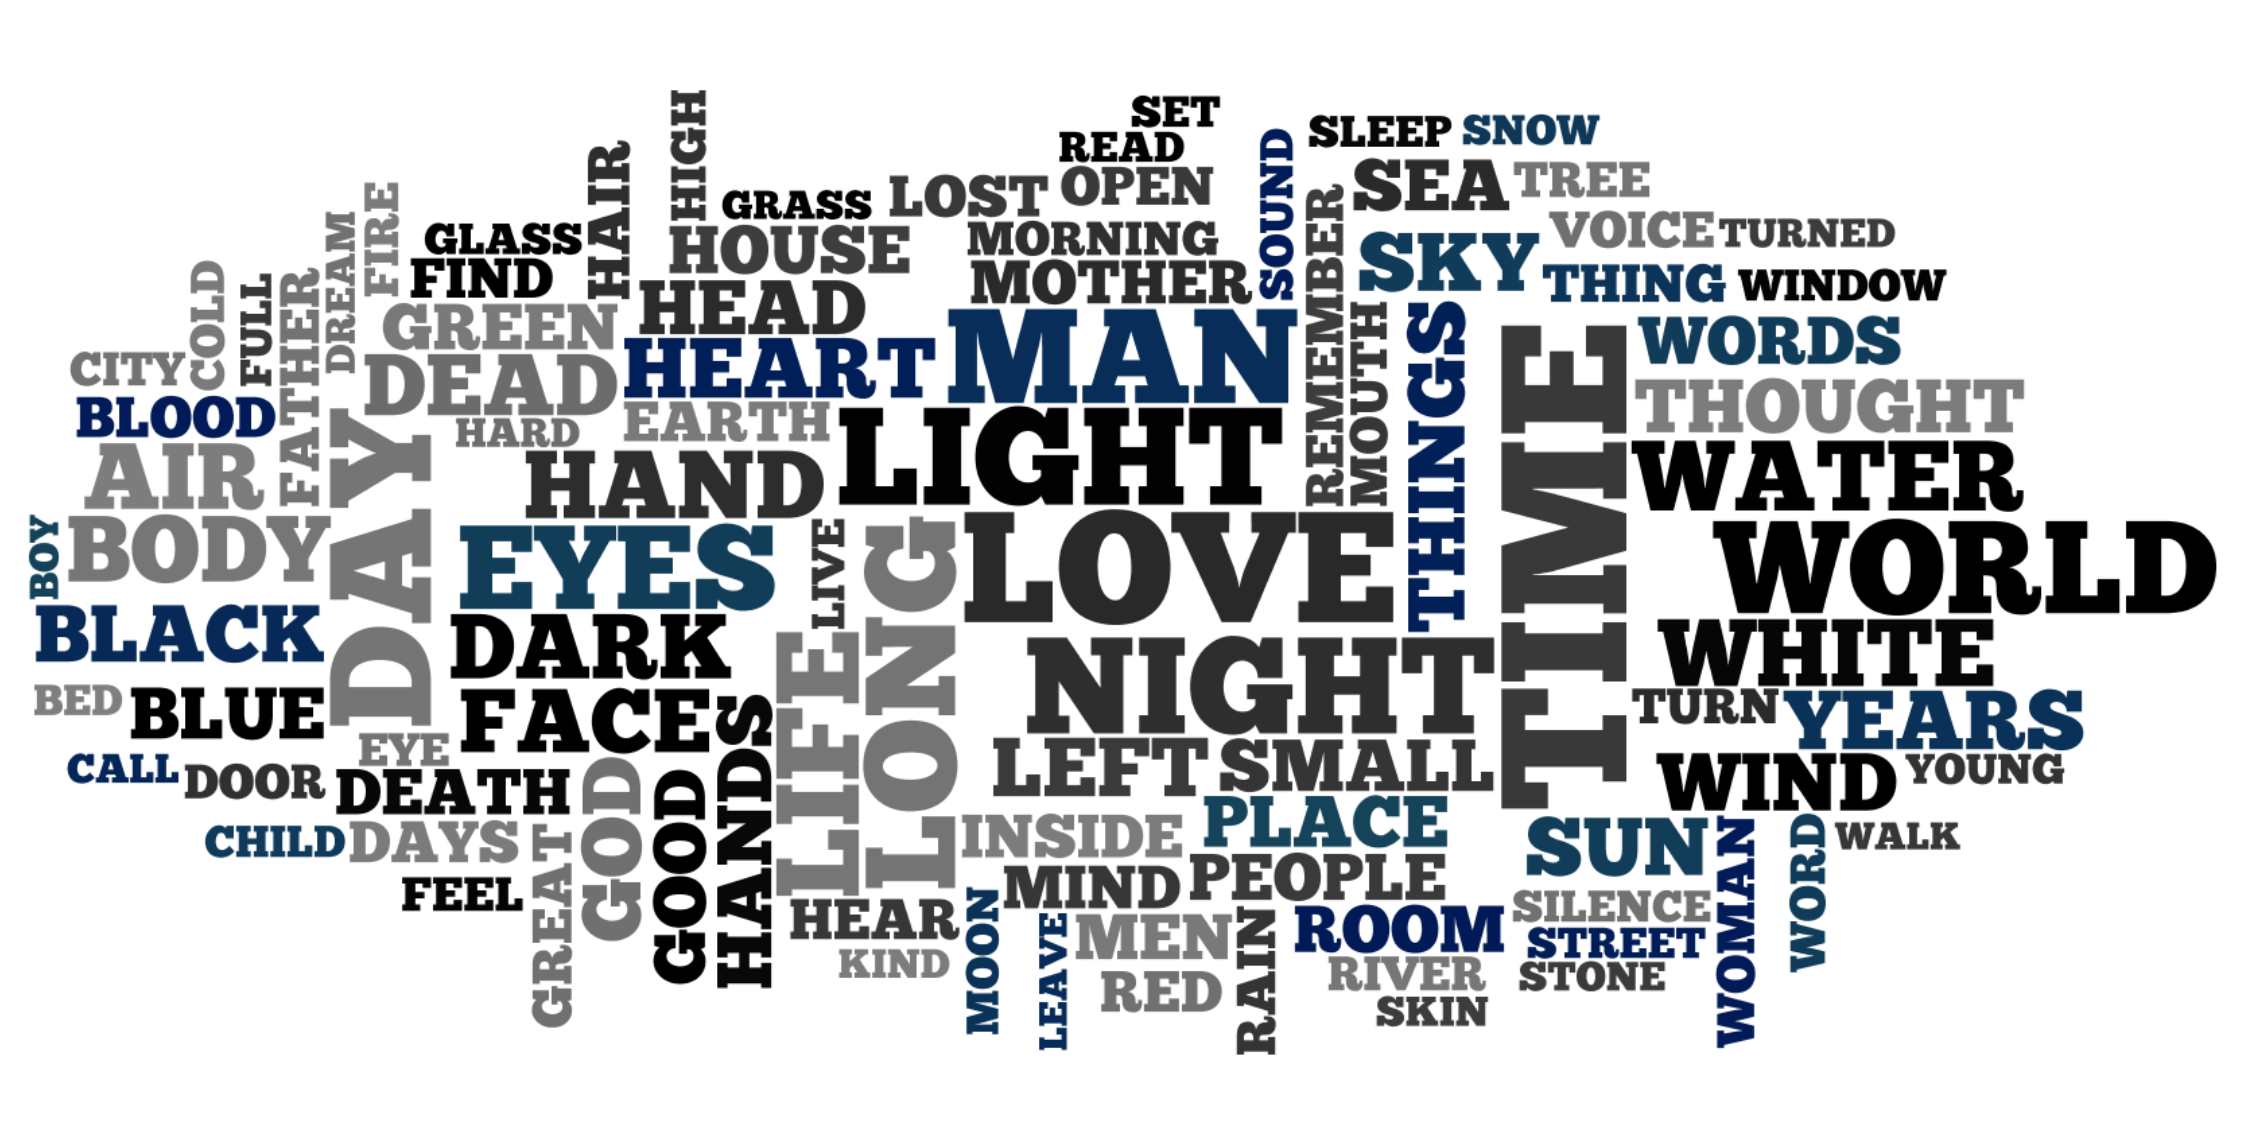 SET
HIGH
READ
SLEEP
SNOW
SOUND
HAIR
GRASS
LOST
OPEN
SEA
TREE
FIRE
REMEMBER
GLASS
HOUSE
MORNING
VOICE
TURNED
DREAM
FIND
MOTHER
SKY
THING
WINDOW
COLD
FULL
FATHER
GREEN
HEAD
MAN
MOUTH
THINGS
WORDS
CITY
DEAD
HEART
TIME
THOUGHT
BLOOD
HARD
EARTH
LIGHT
AIR
DAY
HAND
WATER
BOY
BODY
EYES
LIVE
LONG
LOVE
WORLD
BLACK
DARK
LIFE
NIGHT
WHITE
BED
BLUE
FACES
HANDS
TURN
YEARS
EYE
LEFT
SMALL
CALL
DOOR
DEATH
GOD
GOOD
WIND
YOUNG
CHILD
DAYS
INSIDE
PLACE
SUN
WOMAN
WORD
WALK
FEEL
GREAT
MIND
PEOPLE
HEAR
MOON
ROOM
SILENCE
KIND
LEAVE
MEN
RAIN
STREET
RED
RIVER
STONE
SKIN